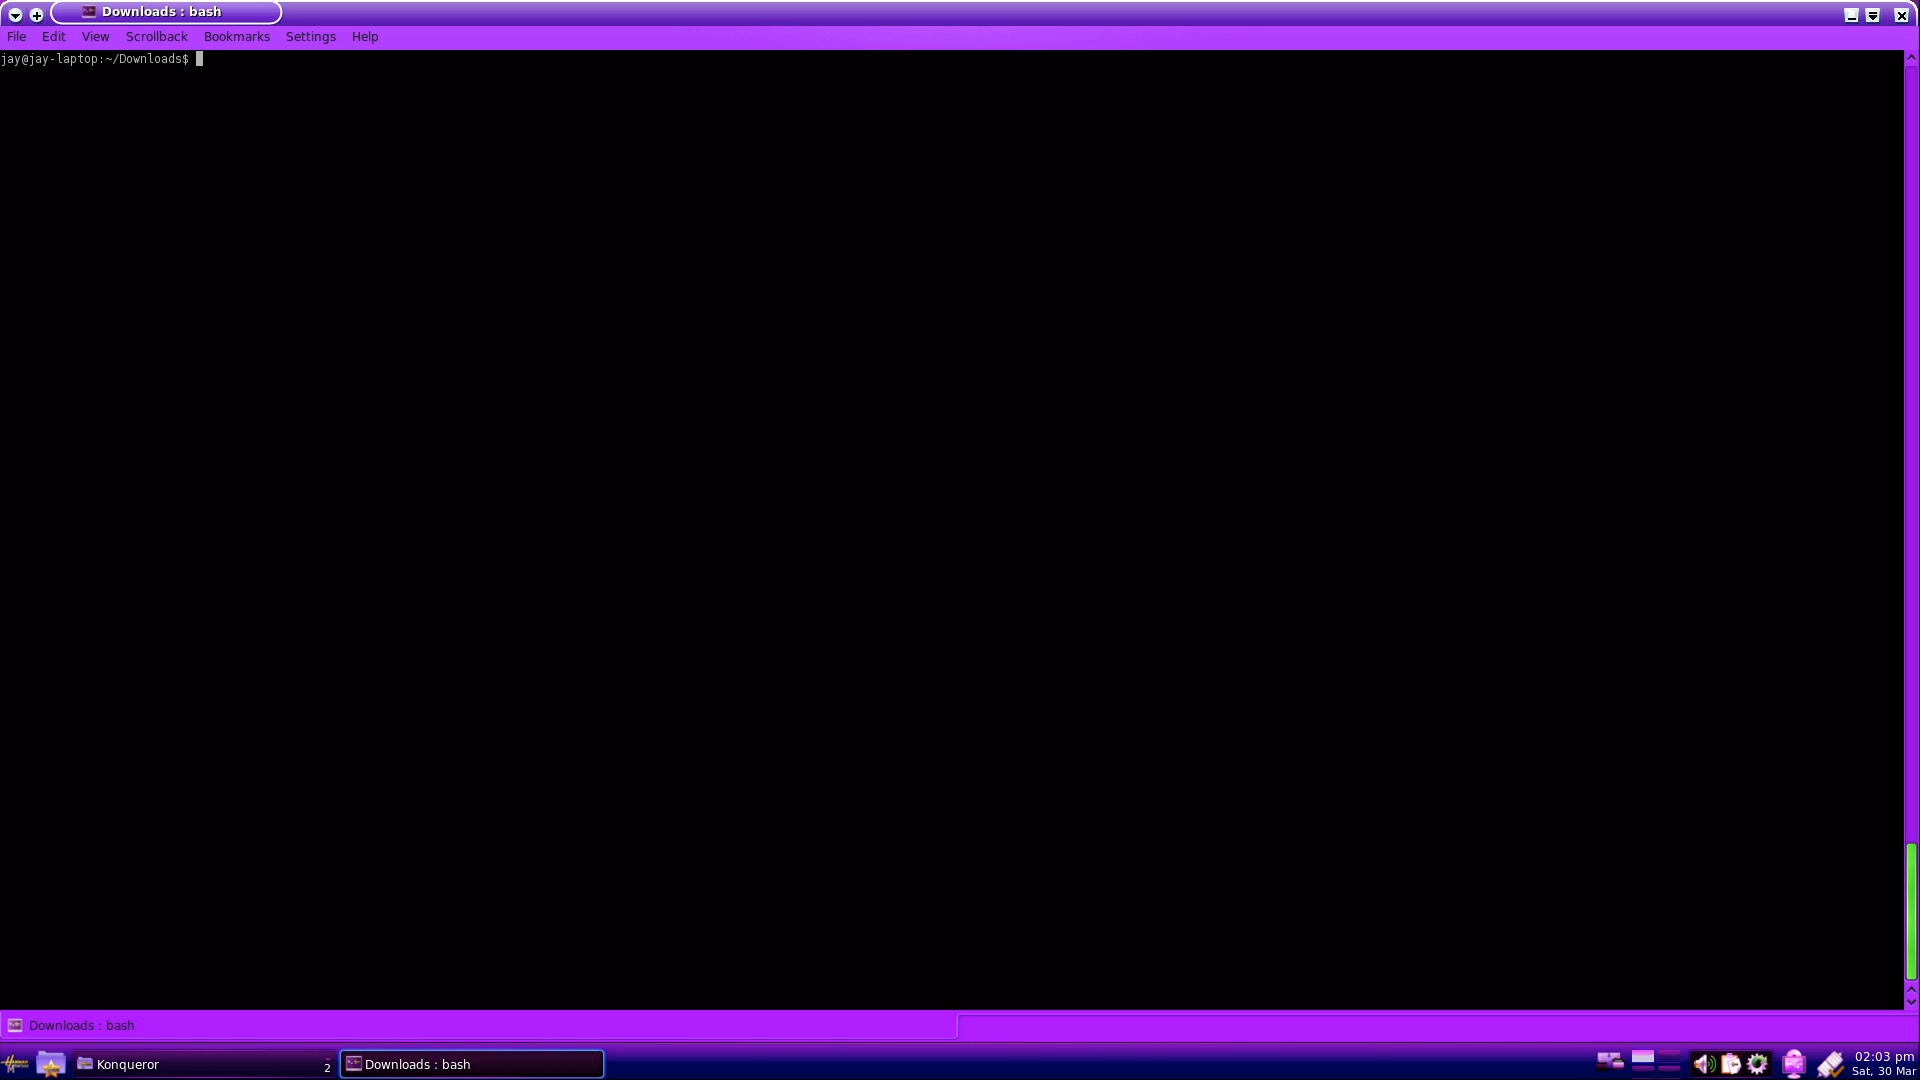 Downloads : bash
File Edit View Scrollback Bookmarks Settings Help
jay@jay-laptop:~/Downloads$
Downloads : bash
Konqueror 2 Downloads : bash 02:03 pm
Sat, 30 Mar